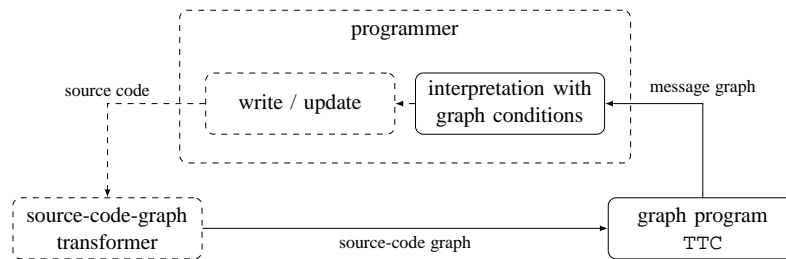 programmer
source code
write / update
interpretation with
graph conditions
message graph
source-code-graph
transformer
source-code graph
graph program
TTC